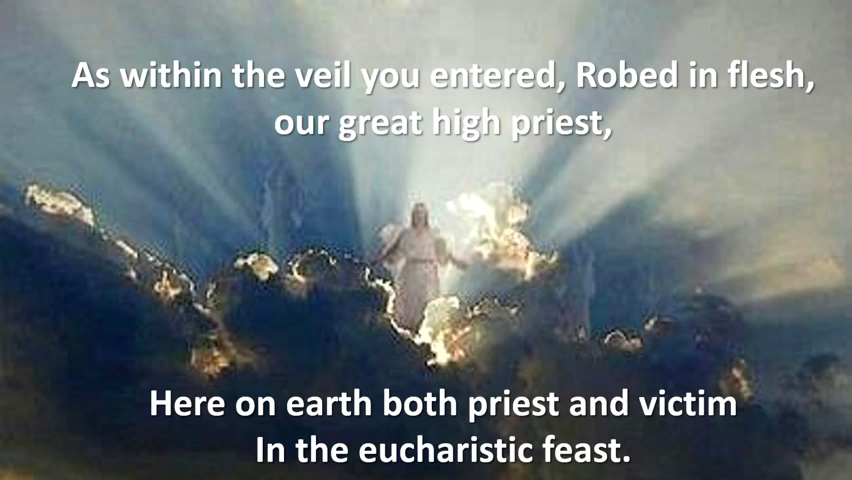 As within the veil you entered, Robed in flesh,
our great high priest,
Here on earth both priest and victim
In the eucharistic feast.